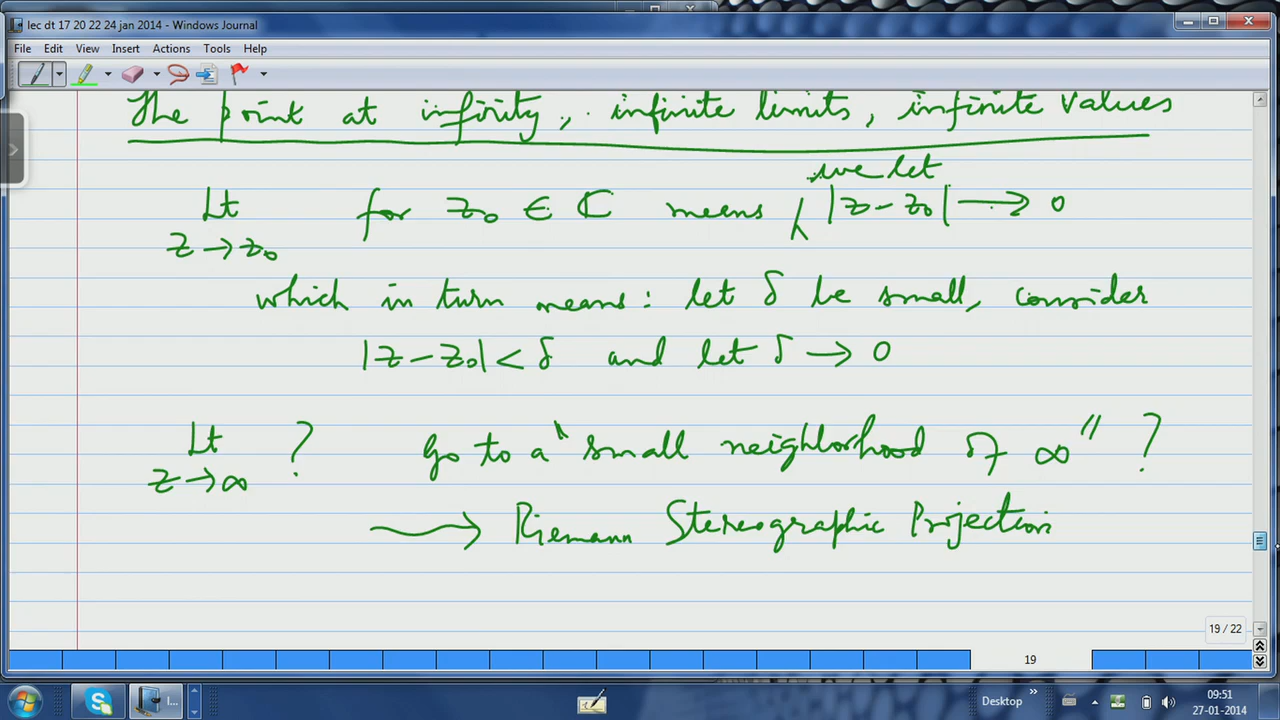 lec dt 17 20 22 24 jan 2014 - Windows Journal
File Edit View Insert Actions Tools Help
The point at infinity, infinite limits, infinite values
we let
Lt for z₀ ∈ ℂ means |z - z₀| → 0
z → z₀
which in turn means: let δ be small, consider
|z - z₀| < δ and let δ → 0
Lt ? go to a "small neighborhood of ∞" ?
z → ∞
→ Riemann Stereographic Projection
19 / 22
19
Desktop
09:51
27-01-2014